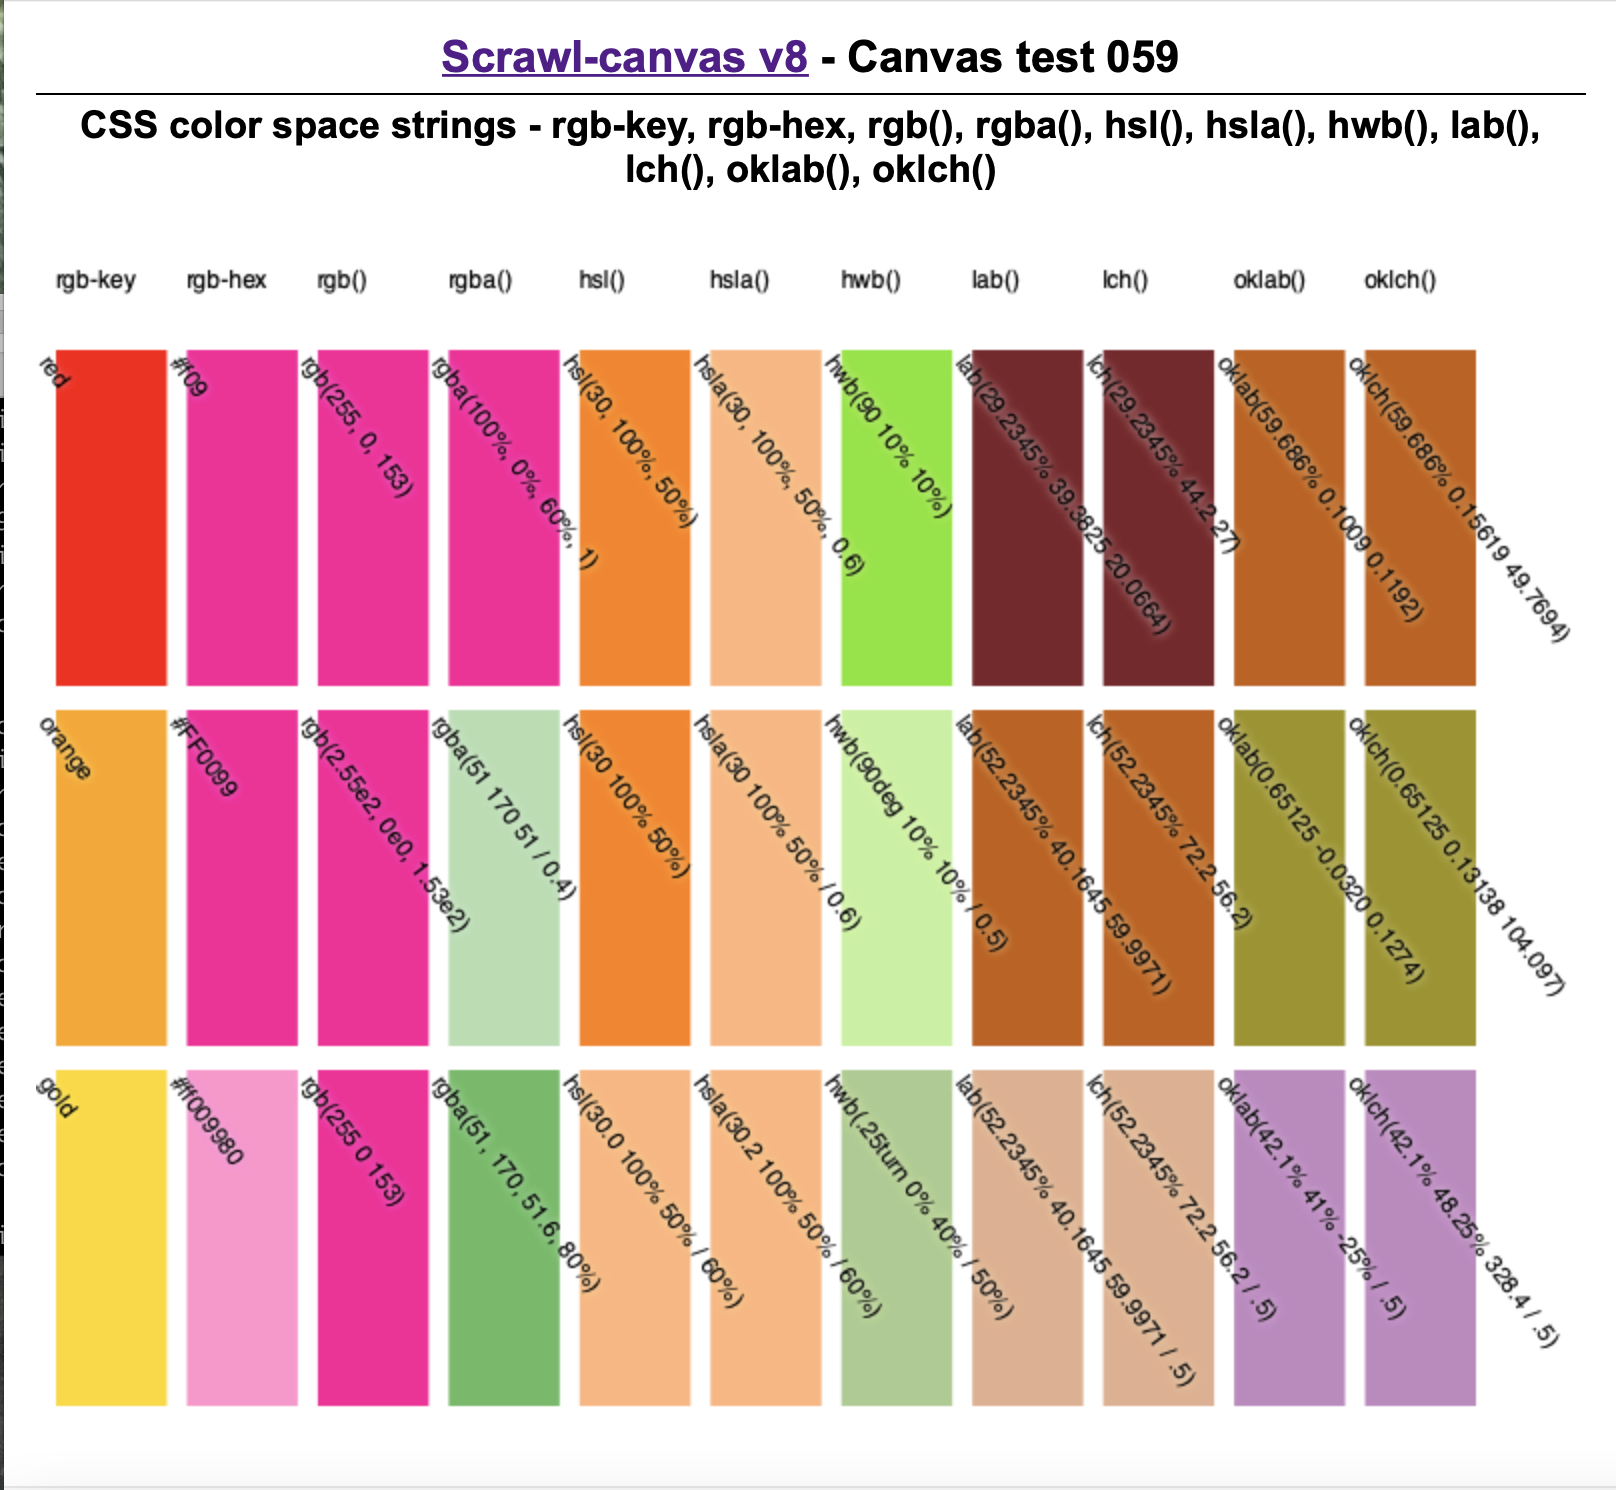 Scrawl-canvas v8 - Canvas test 059
CSS color space strings - rgb-key, rgb-hex, rgb(), rgba(), hsl(), hsla(), hwb(), lab(),
lch(), oklab(), oklch()
rgb-key rgb-hex rgb() rgba() hsl() hsla() hwb() lab() lch() oklab() oklch()
red
#f09
rgb(255, 0, 153)
rgba(100%, 0%, 60%, 1)
hsl(30, 100%, 50%)
hsla(30, 100%, 50%, 0.6)
hwb(90 10% 10%)
lab(29.2345% 39.3825 20.0664)
lch(29.2345% 44.2 27)
oklab(59.686% 0.1009 0.1192)
oklch(59.686% 0.15619 49.7694)
orange
#FF0099
rgb(2.55e2, 0e0, 1.53e2)
rgba(51 170 51 / 0.4)
hsl(30 100% 50%)
hsla(30 100% 50% / 0.6)
hwb(90deg 10% 10% / 0.5)
lab(52.2345% 40.1645 59.9971)
lch(52.2345% 72.2 56.2)
oklab(0.65125 -0.0320 0.1274)
oklch(0.65125 0.13138 104.097)
gold
#ff009980
rgb(255 0 153)
rgba(51, 170, 51.6, 80%)
hsl(30.0 100% 50% / 60%)
hsla(30.2 100% 50% / 60%)
hwb(.25turn 0% 40% / 50%)
lab(52.2345% 40.1645 59.9971 / .5)
lch(52.2345% 72.2 56.2 / .5)
oklab(42.1% 41% -25% / .5)
oklch(42.1% 48.25% 328.4 / .5)